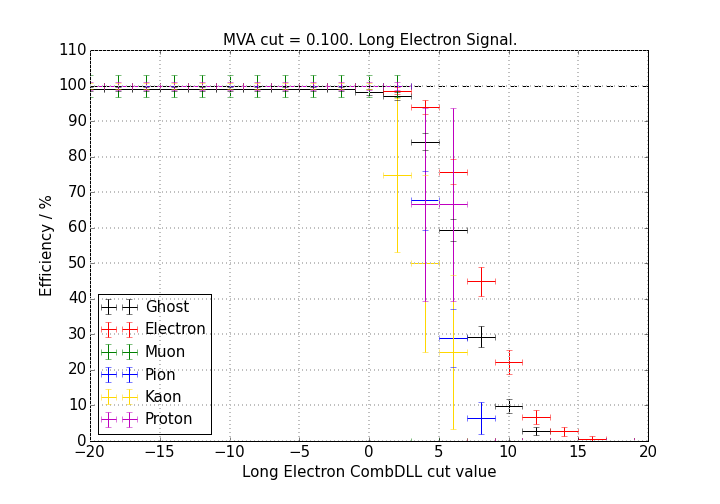 MVA cut = 0.100. Long Electron Signal.
110
100
90
80
70
60
50
40
30
20
10
0
Efficiency / %
Ghost
Electron
Muon
Pion
Kaon
Proton
−20 −15 −10 −5 0 5 10 15 20
Long Electron CombDLL cut value